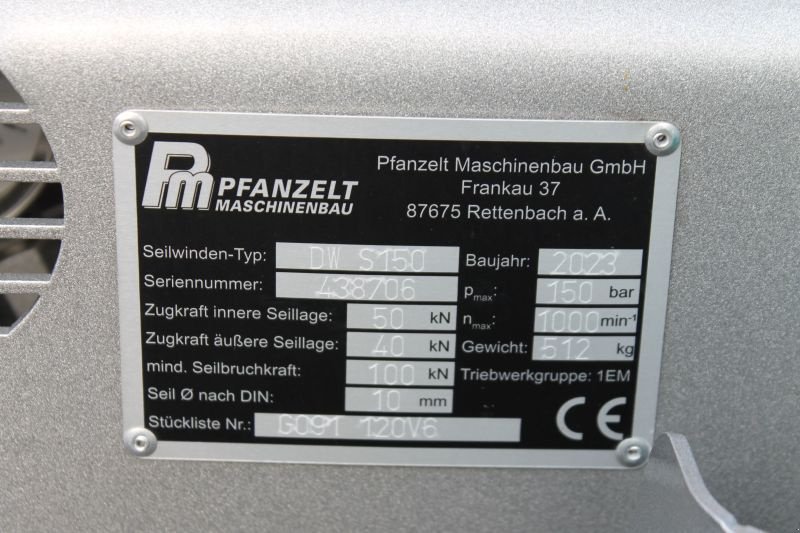 Pm PFANZELT
MASCHINENBAU
Pfanzelt Maschinenbau GmbH
Frankau 37
87675 Rettenbach a. A.
Seilwinden-Typ: DW S150
Baujahr: 2023
Seriennummer: 438706
pmax: 150 bar
Zugkraft innere Seillage: 50 kN
nmax: 1000 min⁻¹
Zugkraft äußere Seillage: 40 kN
Gewicht: 512 kg
mind. Seilbruchkraft: 100 kN
Triebwerkgruppe: 1EM
Seil Ø nach DIN: 10 mm
Stückliste Nr.: G091 120V6
CE